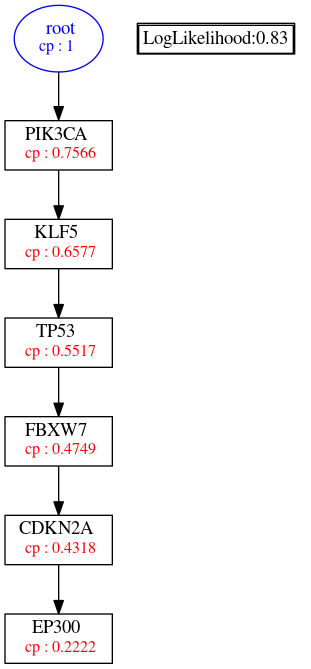 root
cp : 1
LogLikelihood:0.83
PIK3CA
cp : 0.7566
KLF5
cp : 0.6577
TP53
cp : 0.5517
FBXW7
cp : 0.4749
CDKN2A
cp : 0.4318
EP300
cp : 0.2222